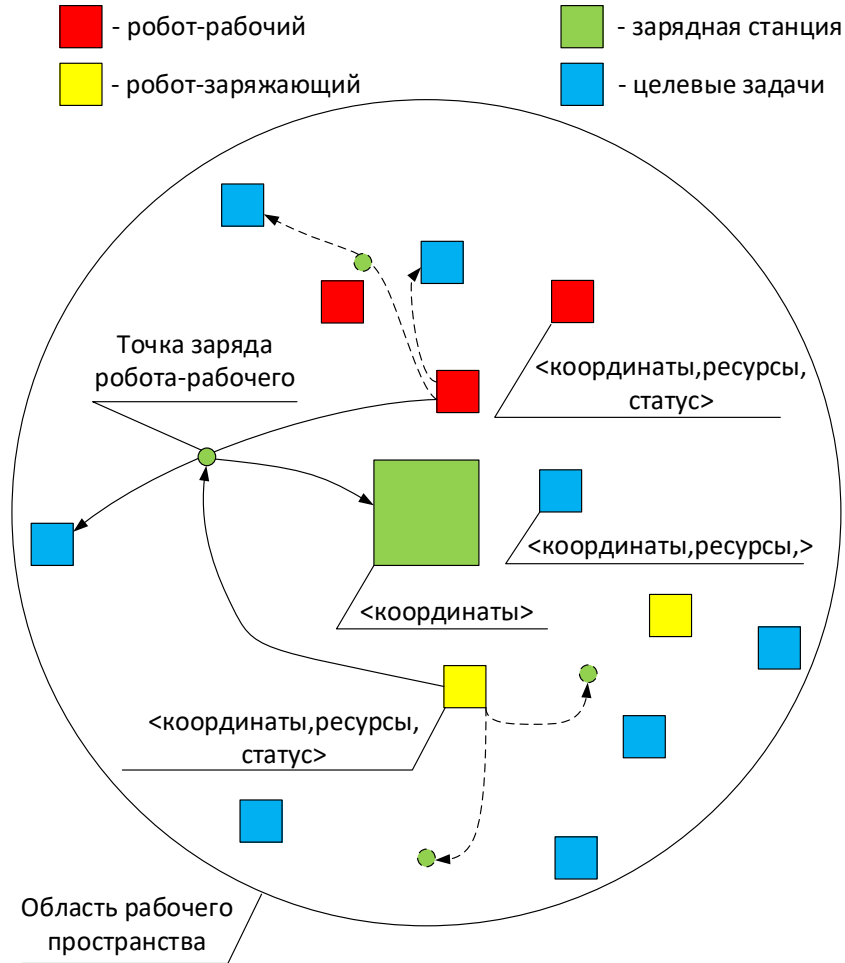 - робот-рабочий
- зарядная станция
- робот-заряжающий
- целевые задачи
Точка заряда
робота-рабочего
<координаты,ресурсы,
статус>
<координаты,ресурсы,>
<координаты>
<координаты,ресурсы,
статус>
Область рабочего
пространства